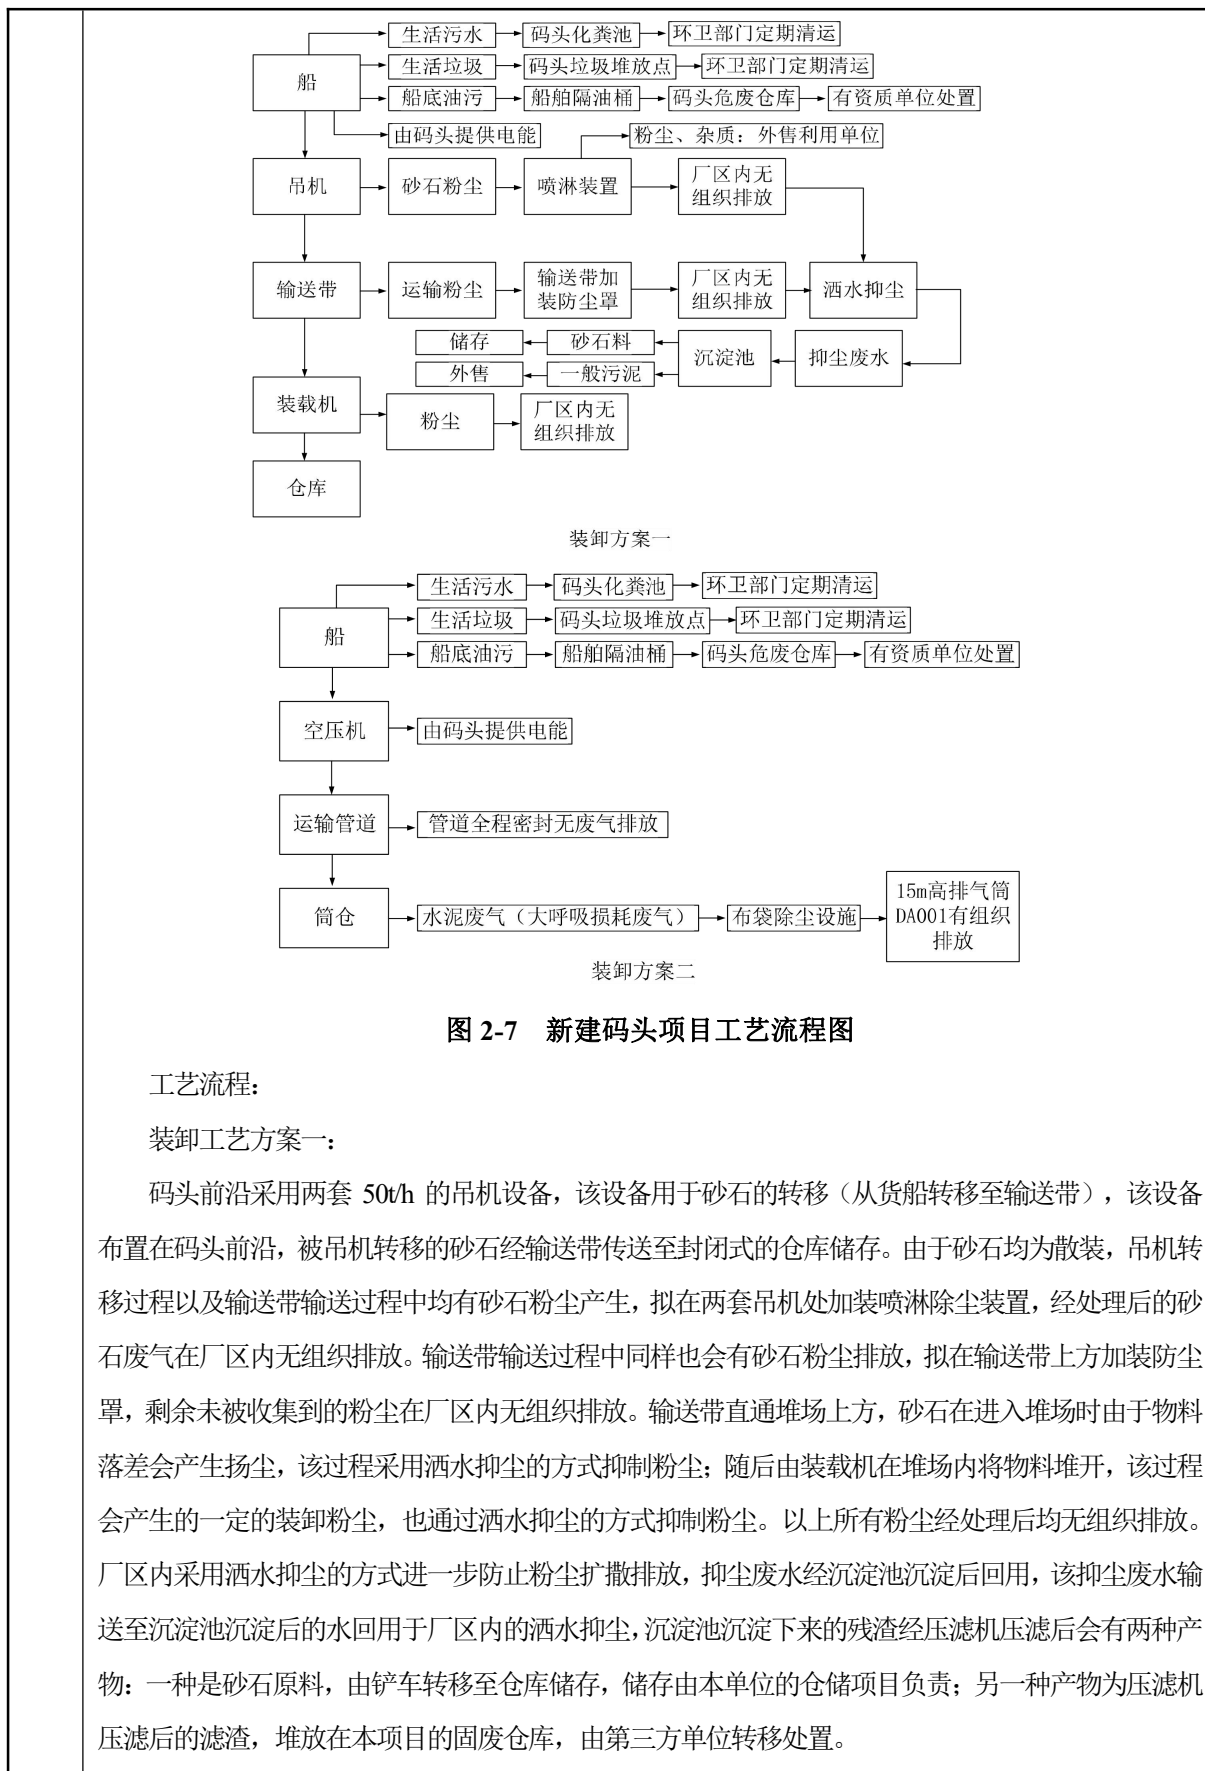 生活污水 码头化粪池 环卫部门定期清运
船 生活垃圾 码头垃圾堆放点 环卫部门定期清运
船底油污 船舶隔油桶 码头危废仓库 有资质单位处置
由码头提供电能 粉尘、杂质：外售利用单位
吊机 砂石粉尘 喷淋装置 厂区内无
组织排放
输送带 运输粉尘 输送带加
装防尘罩 厂区内无
组织排放 洒水抑尘
储存 砂石料 沉淀池 抑尘废水
外售 一般污泥
装载机 粉尘 厂区内无
组织排放
仓库
装卸方案一
生活污水 码头化粪池 环卫部门定期清运
船 生活垃圾 码头垃圾堆放点 环卫部门定期清运
船底油污 船舶隔油桶 码头危废仓库 有资质单位处置
空压机 由码头提供电能
运输管道 管道全程密封无废气排放
筒仓 水泥废气（大呼吸损耗废气） 布袋除尘设施 15m高排气筒
DA001有组织
排放
装卸方案二
图 2-7 新建码头项目工艺流程图
工艺流程：
装卸工艺方案一：
码头前沿采用两套 50t/h 的吊机设备，该设备用于砂石的转移（从货船转移至输送带），该设备
布置在码头前沿，被吊机转移的砂石经输送带传送至封闭式的仓库储存。由于砂石均为散装，吊机转
移过程以及输送带输送过程中均有砂石粉尘产生，拟在两套吊机处加装喷淋除尘装置，经处理后的砂
石废气在厂区内无组织排放。输送带输送过程中同样也会有砂石粉尘排放，拟在输送带上方加装防尘
罩，剩余未被收集到的粉尘在厂区内无组织排放。输送带直通堆场上方，砂石在进入堆场时由于物料
落差会产生扬尘，该过程采用洒水抑尘的方式抑制粉尘；随后由装载机在堆场内将物料堆开，该过程
会产生的一定的装卸粉尘，也通过洒水抑尘的方式抑制粉尘。以上所有粉尘经处理后均无组织排放。
厂区内采用洒水抑尘的方式进一步防止粉尘扩撒排放，抑尘废水经沉淀池沉淀后回用，该抑尘废水输
送至沉淀池沉淀后的水回用于厂区内的洒水抑尘，沉淀池沉淀下来的残渣经压滤机压滤后会有两种产
物：一种是砂石原料，由铲车转移至仓库储存，储存由本单位的仓储项目负责；另一种产物为压滤机
压滤后的滤渣，堆放在本项目的固废仓库，由第三方单位转移处置。